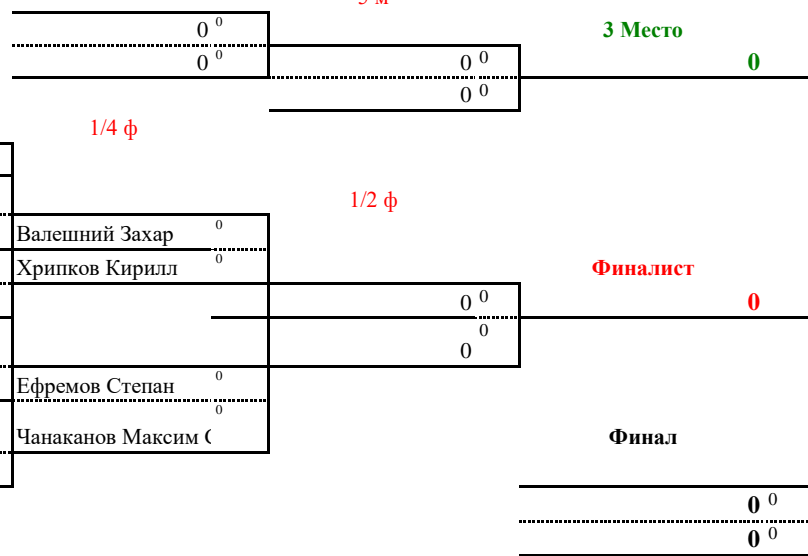 3 м
0 0
3 Место
0 0
0 0
0
0 0
1/4 ф
1/2 ф
Валешний Захар 0
Хрипков Кирилл 0
Финалист
0 0
0
0
0
Ефремов Степан 0
0
Чанаканов Максим
Финал
0 0
0 0